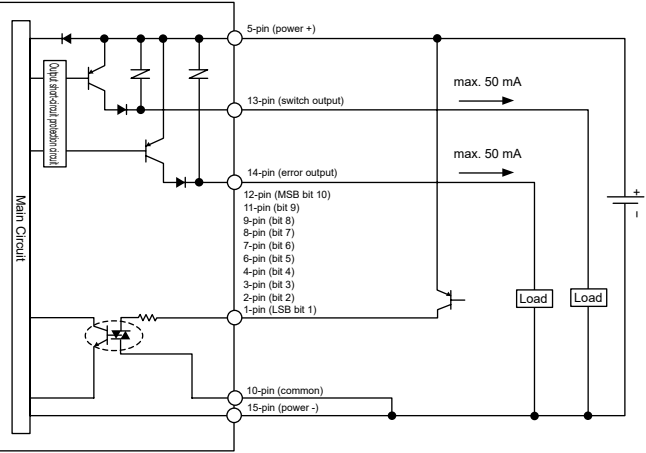 5-pin (power +)
Output short-circuit protection circuit
max. 50 mA
13-pin (switch output)
max. 50 mA
14-pin (error output)
12-pin (MSB bit 10)
11-pin (bit 9)
9-pin (bit 8)
8-pin (bit 7)
7-pin (bit 6)
6-pin (bit 5)
4-pin (bit 4)
3-pin (bit 3)
2-pin (bit 2)
1-pin (LSB bit 1)
Main Circuit
+
-
Load
Load
10-pin (common)
15-pin (power -)